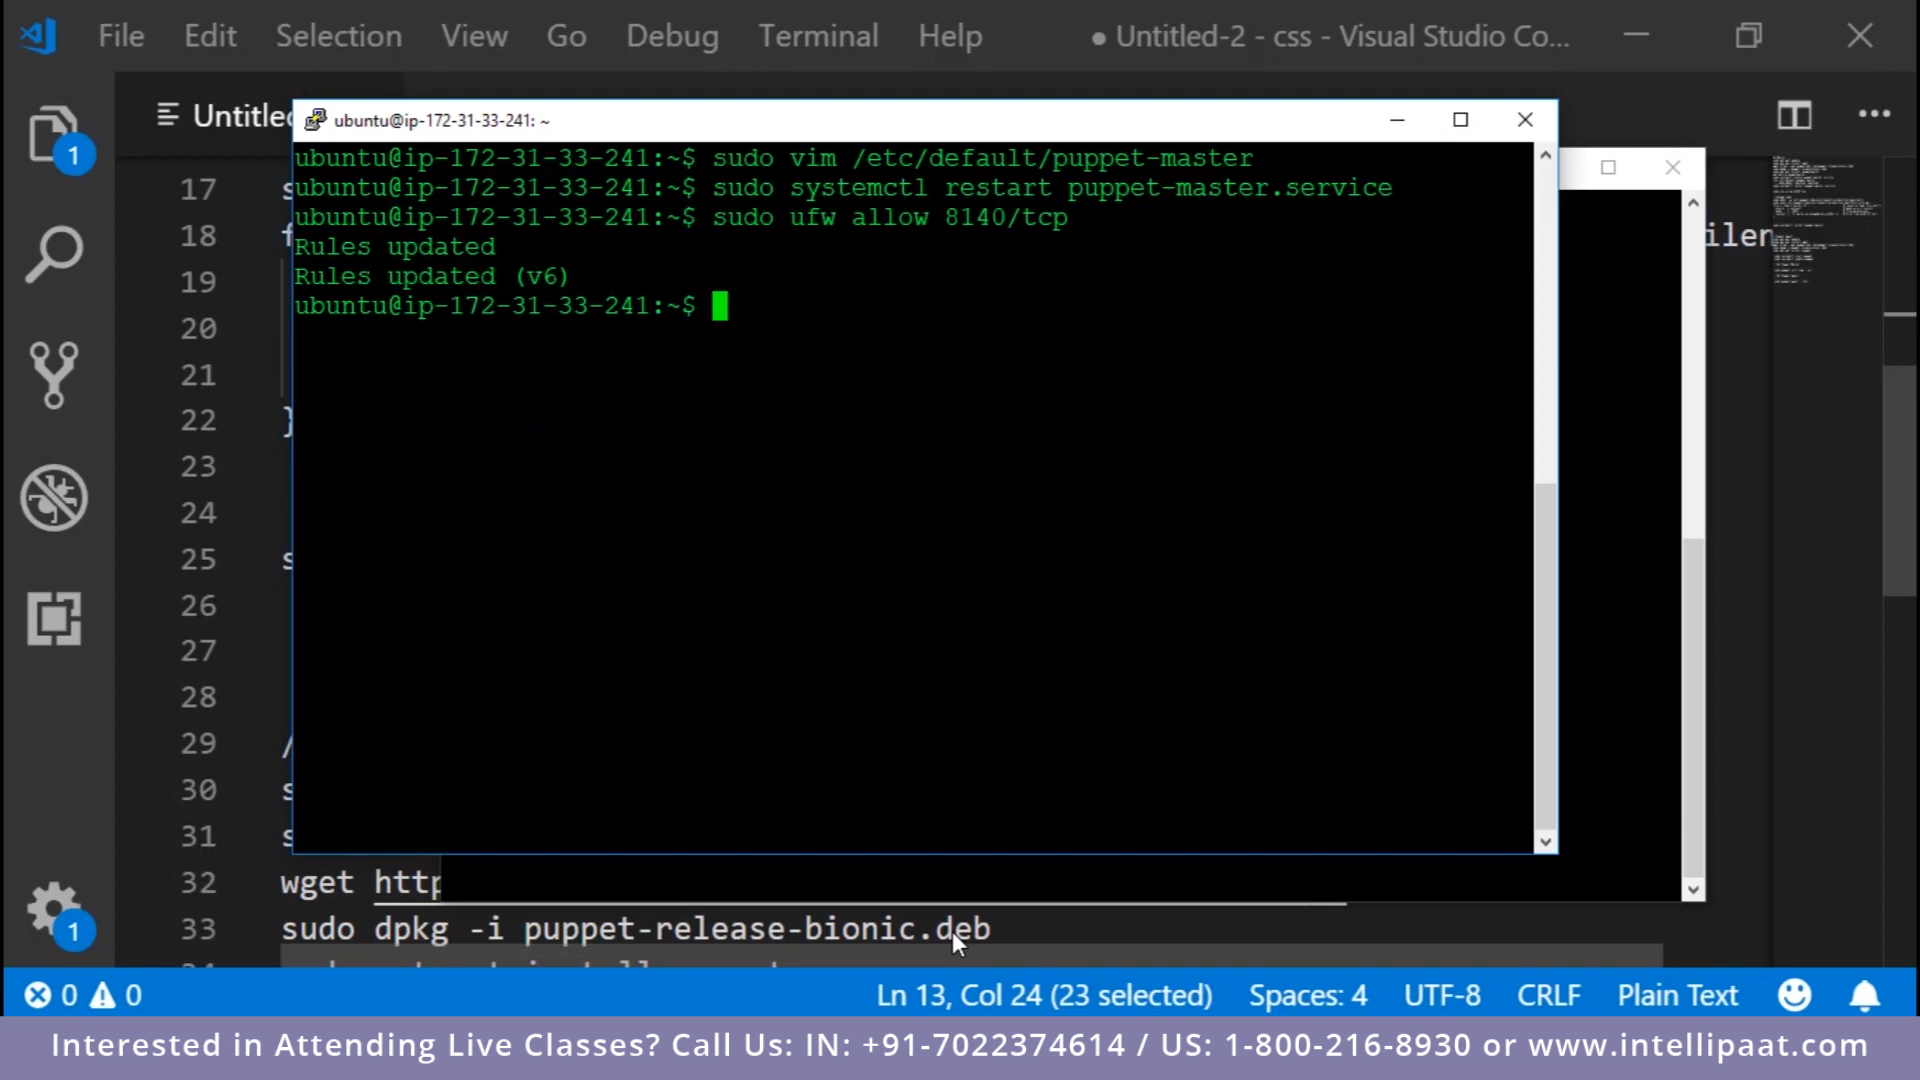 File Edit Selection View Go Debug Terminal Help ● Untitled-2 - css - Visual Studio Co...
Untitle
ubuntu@ip-172-31-33-241: ~
ubuntu@ip-172-31-33-241:~$ sudo vim /etc/default/puppet-master
ubuntu@ip-172-31-33-241:~$ sudo systemctl restart puppet-master.service
ubuntu@ip-172-31-33-241:~$ sudo ufw allow 8140/tcp
Rules updated
Rules updated (v6)
ubuntu@ip-172-31-33-241:~$
1
1
17 s
18 f ilen
19
20
21
22 }
23
24
25 s
26
27
28
29 /
30 s
31 s
32 wget http
33 sudo dpkg -i puppet-release-bionic.deb
0 0 Ln 13, Col 24 (23 selected) Spaces: 4 UTF-8 CRLF Plain Text
Interested in Attending Live Classes? Call Us: IN: +91-7022374614 / US: 1-800-216-8930 or www.intellipaat.com